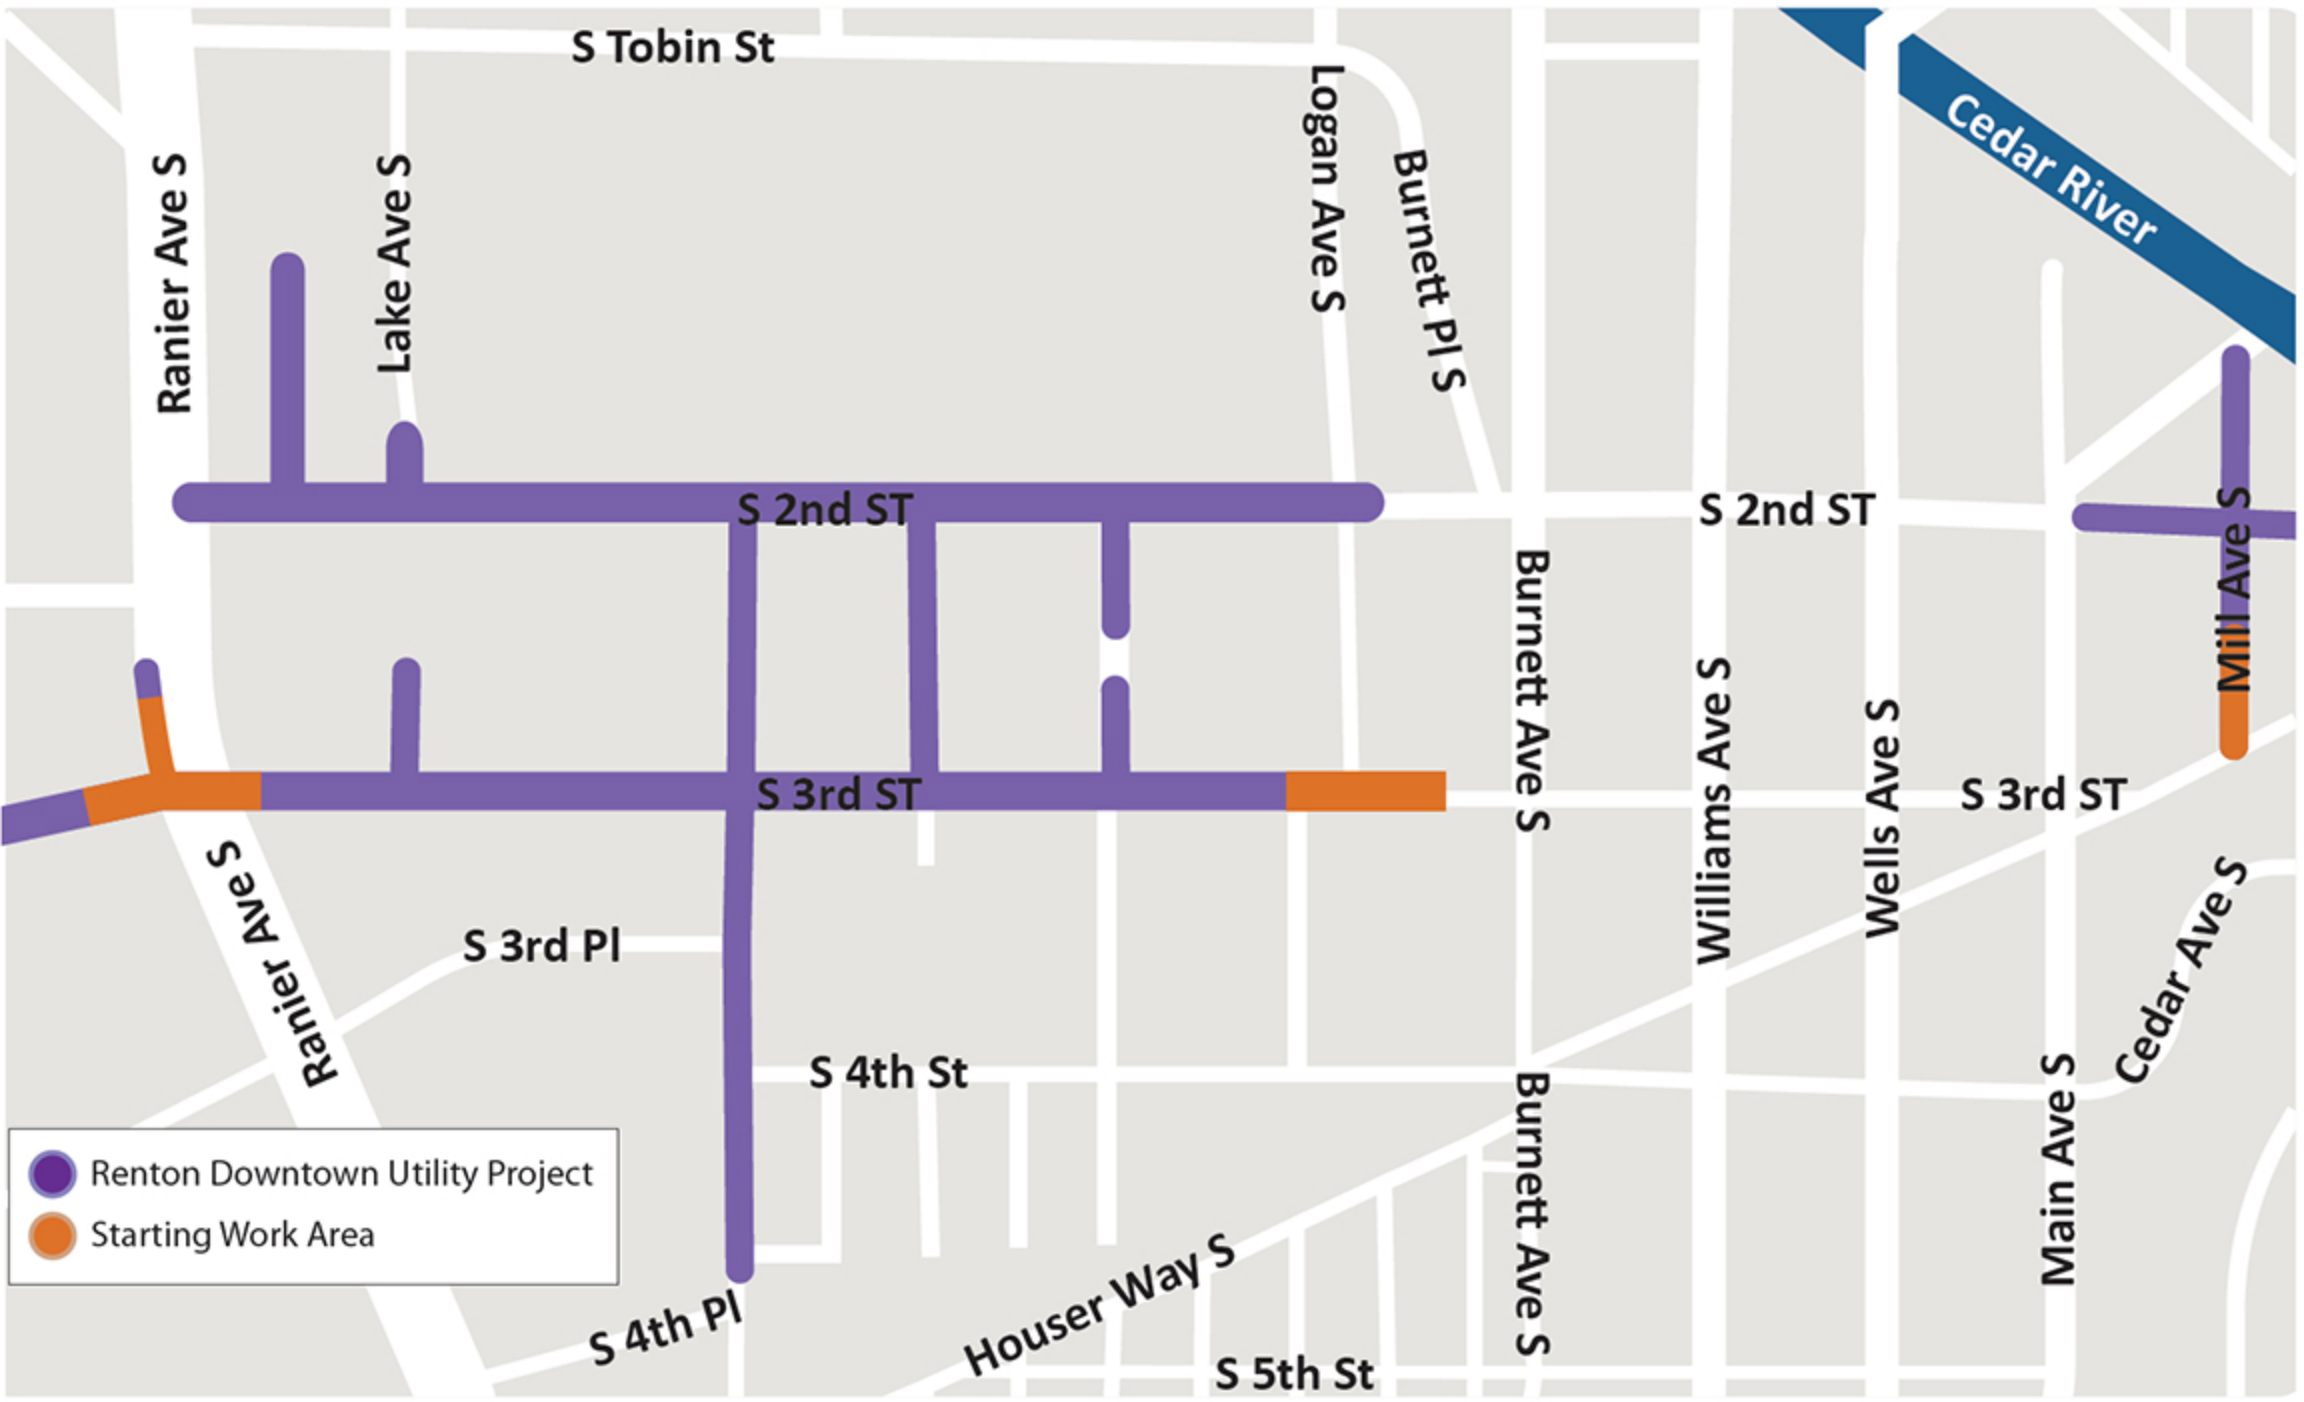 S Tobin St
Ranier Ave S
Lake Ave S
Logan Ave S
Burnett Pl S
Cedar River
S 2nd ST
S 2nd ST
Mill Ave S
Burnett Ave S
Williams Ave S
Wells Ave S
S 3rd ST
S 3rd ST
Ranier Ave S
S 3rd Pl
Cedar Ave S
S 4th St
Burnett Ave S
Main Ave S
Renton Downtown Utility Project
Starting Work Area
S 4th Pl
Houser Way S
S 5th St